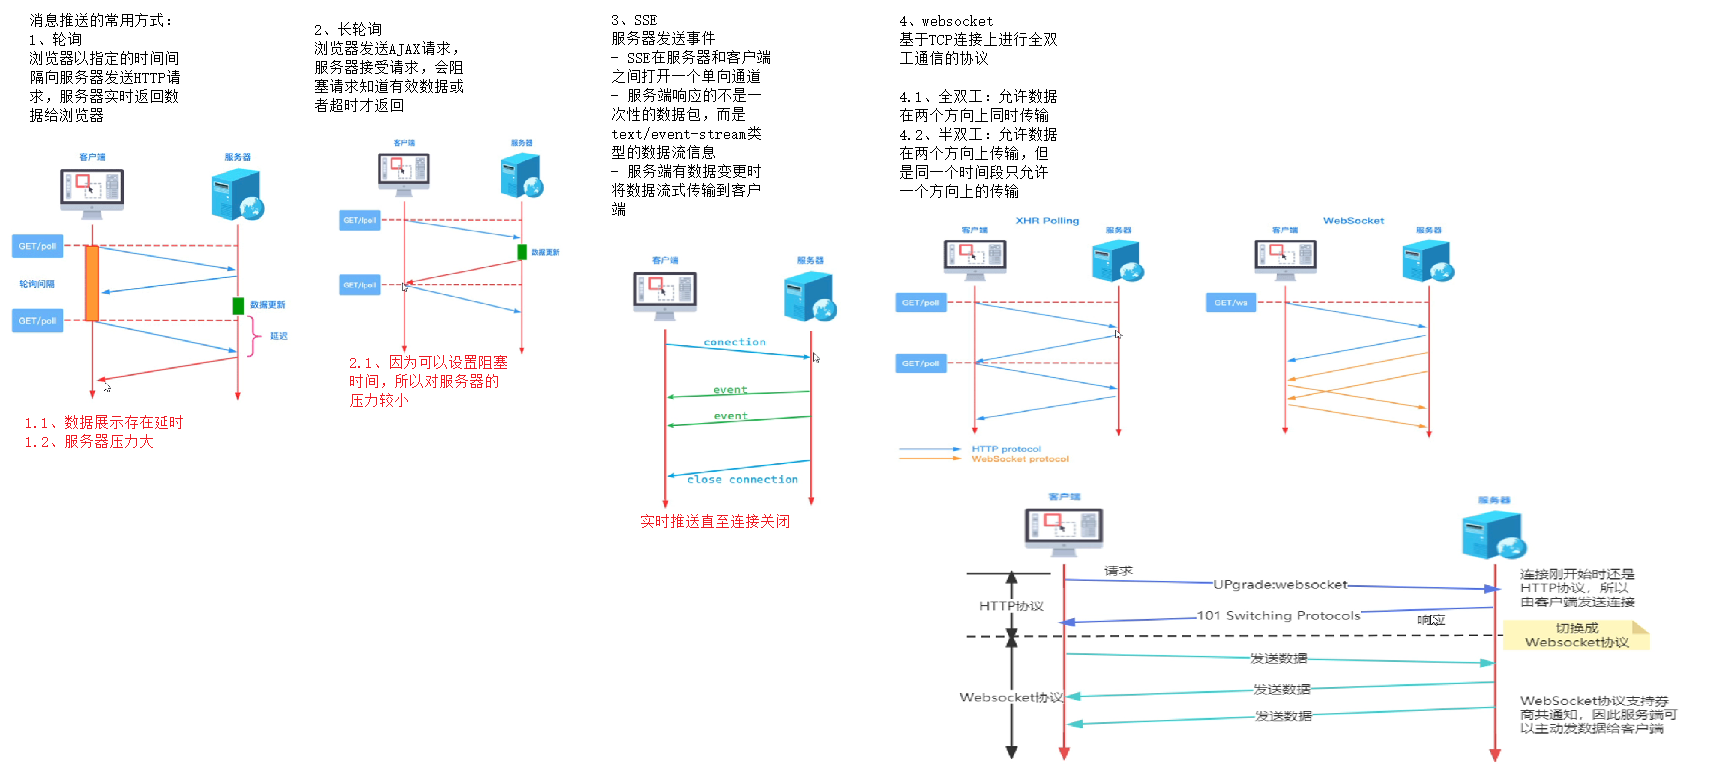 消息推送的常用方式：
1、轮询
浏览器以指定的时间间
隔向服务器发送HTTP请
求，服务器实时返回数
据给浏览器
客户端
服务器
GET/poll
轮询间隔
数据更新
GET/poll
延迟
1.1、数据展示存在延时
1.2、服务器压力大
2、长轮询
浏览器发送AJAX请求，
服务器接受请求，会阻
塞请求知道有效数据或
者超时才返回
客户端
服务器
GET/poll
数据更新
GET/poll
2.1、因为可以设置阻塞
时间，所以对服务器的
压力较小
3、SSE
服务器发送事件
- SSE在服务器和客户端
之间打开一个单向通道
- 服务端响应的不是一
次性的数据包，而是
text/event-stream类
型的数据流信息
- 服务端有数据变更时
将数据流式传输到客户
端
客户端
服务器
conection
event
event
close connection
实时推送直至连接关闭
4、websocket
基于TCP连接上进行全双
工通信的协议
4.1、全双工：允许数据
在两个方向上同时传输
4.2、半双工：允许数据
在两个方向上传输，但
是同一个时间段只允许
一个方向上的传输
XHR Polling
客户端
服务器
GET/poll
GET/poll
WebSocket
客户端
服务器
GET/ws
HTTP protocol
WebSocket protocol
客户端
服务器
请求
UPgrade:websocket
HTTP协议
101 Switching Protocols
响应
连接刚开始时还是
HTTP协议，所以
由客户端发送连接
切换成
Websocket协议
发送数据
Websocket协议
发送数据
发送数据
WebSocket协议支持券
商共通知，因此服务端可
以主动发数据给客户端